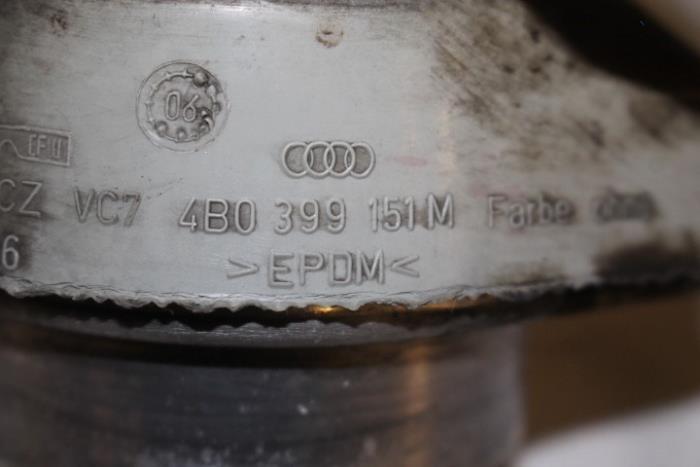 06
CZ VC7 4B0 399 151 M Farbe
6 >EPDM<